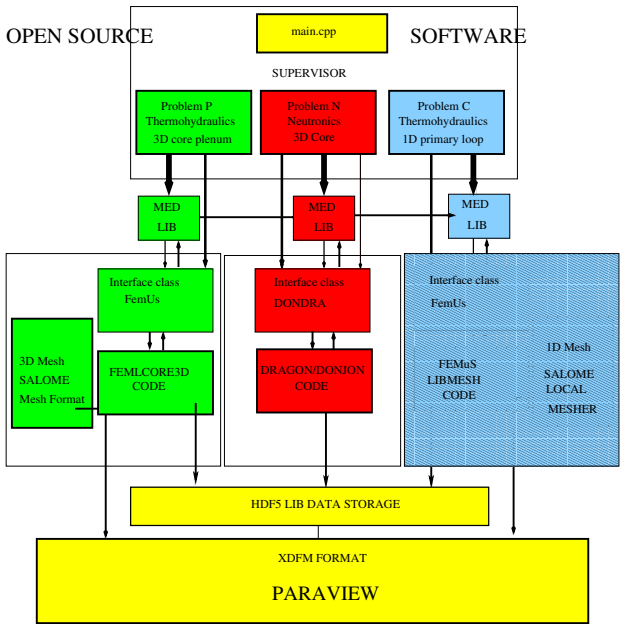 OPEN SOURCE
SOFTWARE
main.cpp
SUPERVISOR
Problem P
Thermohydraulics
3D core plenum
Problem N
Neutronics
3D Core
Problem C
Thermohydraulics
1D primary loop
MED
LIB
MED
LIB
MED
LIB
Interface class
FemUs
3D Mesh
SALOME
Mesh Format
FEMLCORE3D
CODE
Interface class
DONDRA
DRAGON/DONJON
CODE
Interface class
FemUs
FEMuS
LIBMESH
CODE
1D Mesh
SALOME
LOCAL
MESHER
HDF5 LIB DATA STORAGE
XDFM FORMAT
PARAVIEW